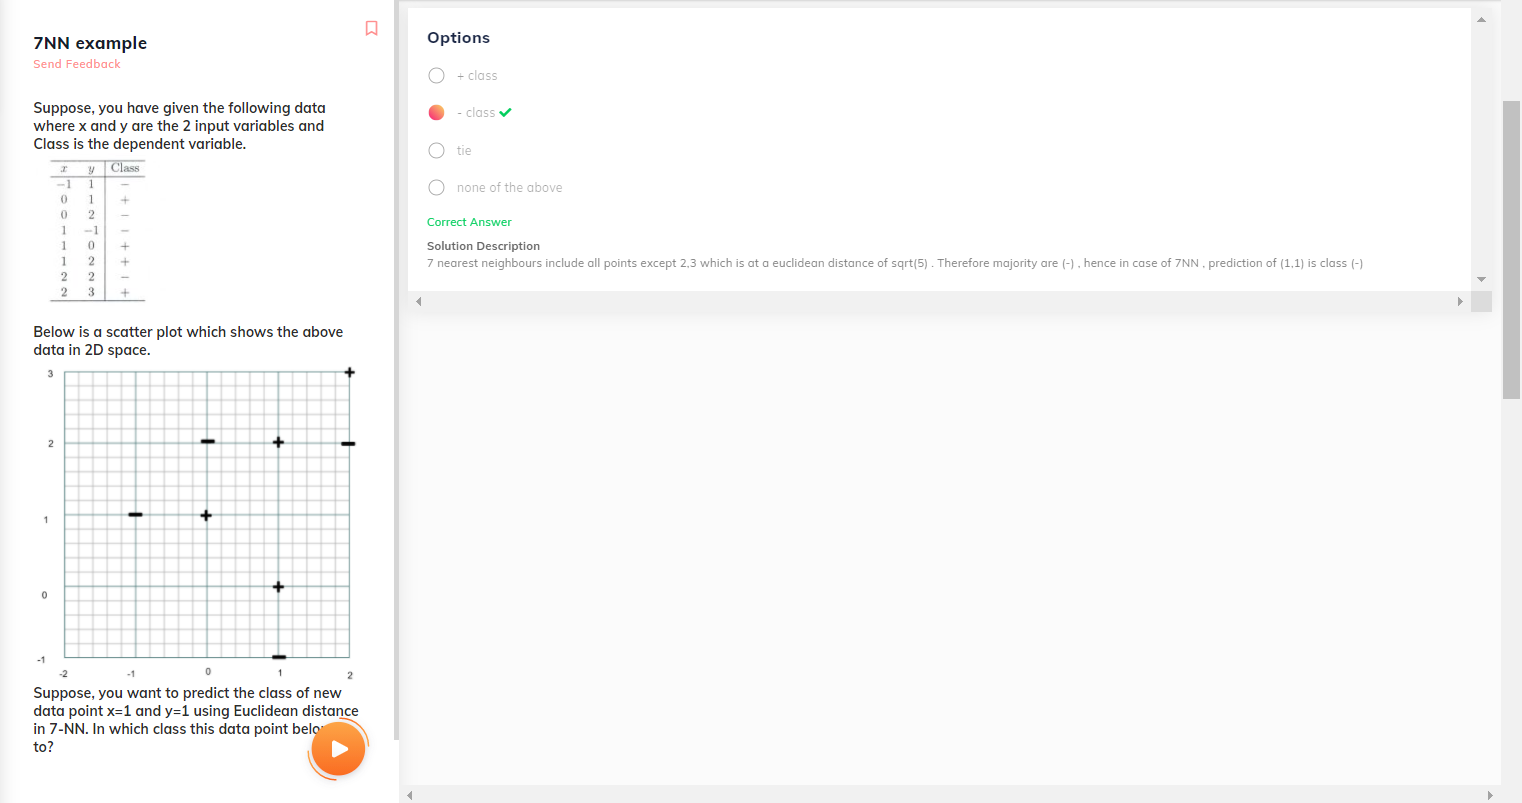 7NN example
Send Feedback
Suppose, you have given the following data
where x and y are the 2 input variables and
Class is the dependent variable.
x y Class
−1 1 −
0 1 +
0 2 −
1 −1 −
1 0 +
1 2 +
2 2 −
2 3 +
Below is a scatter plot which shows the above
data in 2D space.
3
2
1
0
-1
-2 -1 0 1 2
Suppose, you want to predict the class of new
data point x=1 and y=1 using Euclidean distance
in 7-NN. In which class this data point
to?
Options
+ class
- class
tie
none of the above
Correct Answer
Solution Description
7 nearest neighbours include all points except 2,3 which is at a euclidean distance of sqrt(5) . Therefore majority are (-) , hence in case of 7NN , prediction of (1,1) is class (-)